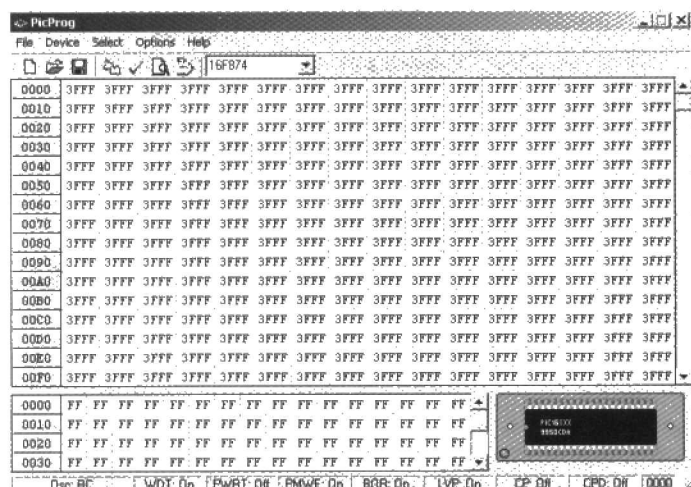 PicProg
File Device Select Options Help
16F874
0000 3FFF 3FFF 3FFF 3FFF 3FFF 3FFF 3FFF 3FFF 3FFF 3FFF 3FFF 3FFF 3FFF 3FFF 3FFF 3FFF
0010 3FFF 3FFF 3FFF 3FFF 3FFF 3FFF 3FFF 3FFF 3FFF 3FFF 3FFF 3FFF 3FFF 3FFF 3FFF 3FFF
0020 3FFF 3FFF 3FFF 3FFF 3FFF 3FFF 3FFF 3FFF 3FFF 3FFF 3FFF 3FFF 3FFF 3FFF 3FFF 3FFF
0030 3FFF 3FFF 3FFF 3FFF 3FFF 3FFF 3FFF 3FFF 3FFF 3FFF 3FFF 3FFF 3FFF 3FFF 3FFF 3FFF
0040 3FFF 3FFF 3FFF 3FFF 3FFF 3FFF 3FFF 3FFF 3FFF 3FFF 3FFF 3FFF 3FFF 3FFF 3FFF 3FFF
0050 3FFF 3FFF 3FFF 3FFF 3FFF 3FFF 3FFF 3FFF 3FFF 3FFF 3FFF 3FFF 3FFF 3FFF 3FFF 3FFF
0060 3FFF 3FFF 3FFF 3FFF 3FFF 3FFF 3FFF 3FFF 3FFF 3FFF 3FFF 3FFF 3FFF 3FFF 3FFF 3FFF
0070 3FFF 3FFF 3FFF 3FFF 3FFF 3FFF 3FFF 3FFF 3FFF 3FFF 3FFF 3FFF 3FFF 3FFF 3FFF 3FFF
0080 3FFF 3FFF 3FFF 3FFF 3FFF 3FFF 3FFF 3FFF 3FFF 3FFF 3FFF 3FFF 3FFF 3FFF 3FFF 3FFF
0090 3FFF 3FFF 3FFF 3FFF 3FFF 3FFF 3FFF 3FFF 3FFF 3FFF 3FFF 3FFF 3FFF 3FFF 3FFF 3FFF
00A0 3FFF 3FFF 3FFF 3FFF 3FFF 3FFF 3FFF 3FFF 3FFF 3FFF 3FFF 3FFF 3FFF 3FFF 3FFF 3FFF
00B0 3FFF 3FFF 3FFF 3FFF 3FFF 3FFF 3FFF 3FFF 3FFF 3FFF 3FFF 3FFF 3FFF 3FFF 3FFF 3FFF
00C0 3FFF 3FFF 3FFF 3FFF 3FFF 3FFF 3FFF 3FFF 3FFF 3FFF 3FFF 3FFF 3FFF 3FFF 3FFF 3FFF
00D0 3FFF 3FFF 3FFF 3FFF 3FFF 3FFF 3FFF 3FFF 3FFF 3FFF 3FFF 3FFF 3FFF 3FFF 3FFF 3FFF
00E0 3FFF 3FFF 3FFF 3FFF 3FFF 3FFF 3FFF 3FFF 3FFF 3FFF 3FFF 3FFF 3FFF 3FFF 3FFF 3FFF
00F0 3FFF 3FFF 3FFF 3FFF 3FFF 3FFF 3FFF 3FFF 3FFF 3FFF 3FFF 3FFF 3FFF 3FFF 3FFF 3FFF
0000 FF FF FF FF FF FF FF FF FF FF FF FF FF FF FF FF
0010 FF FF FF FF FF FF FF FF FF FF FF FF FF FF FF FF
0020 FF FF FF FF FF FF FF FF FF FF FF FF FF FF FF FF
0030 FF FF FF FF FF FF FF FF FF FF FF FF FF FF FF FF
PIC16XXX
Osc: RC WDT: On PWRT: Off PMWE: On BOR: On LVP: On CP: Off CPD: Off 0000